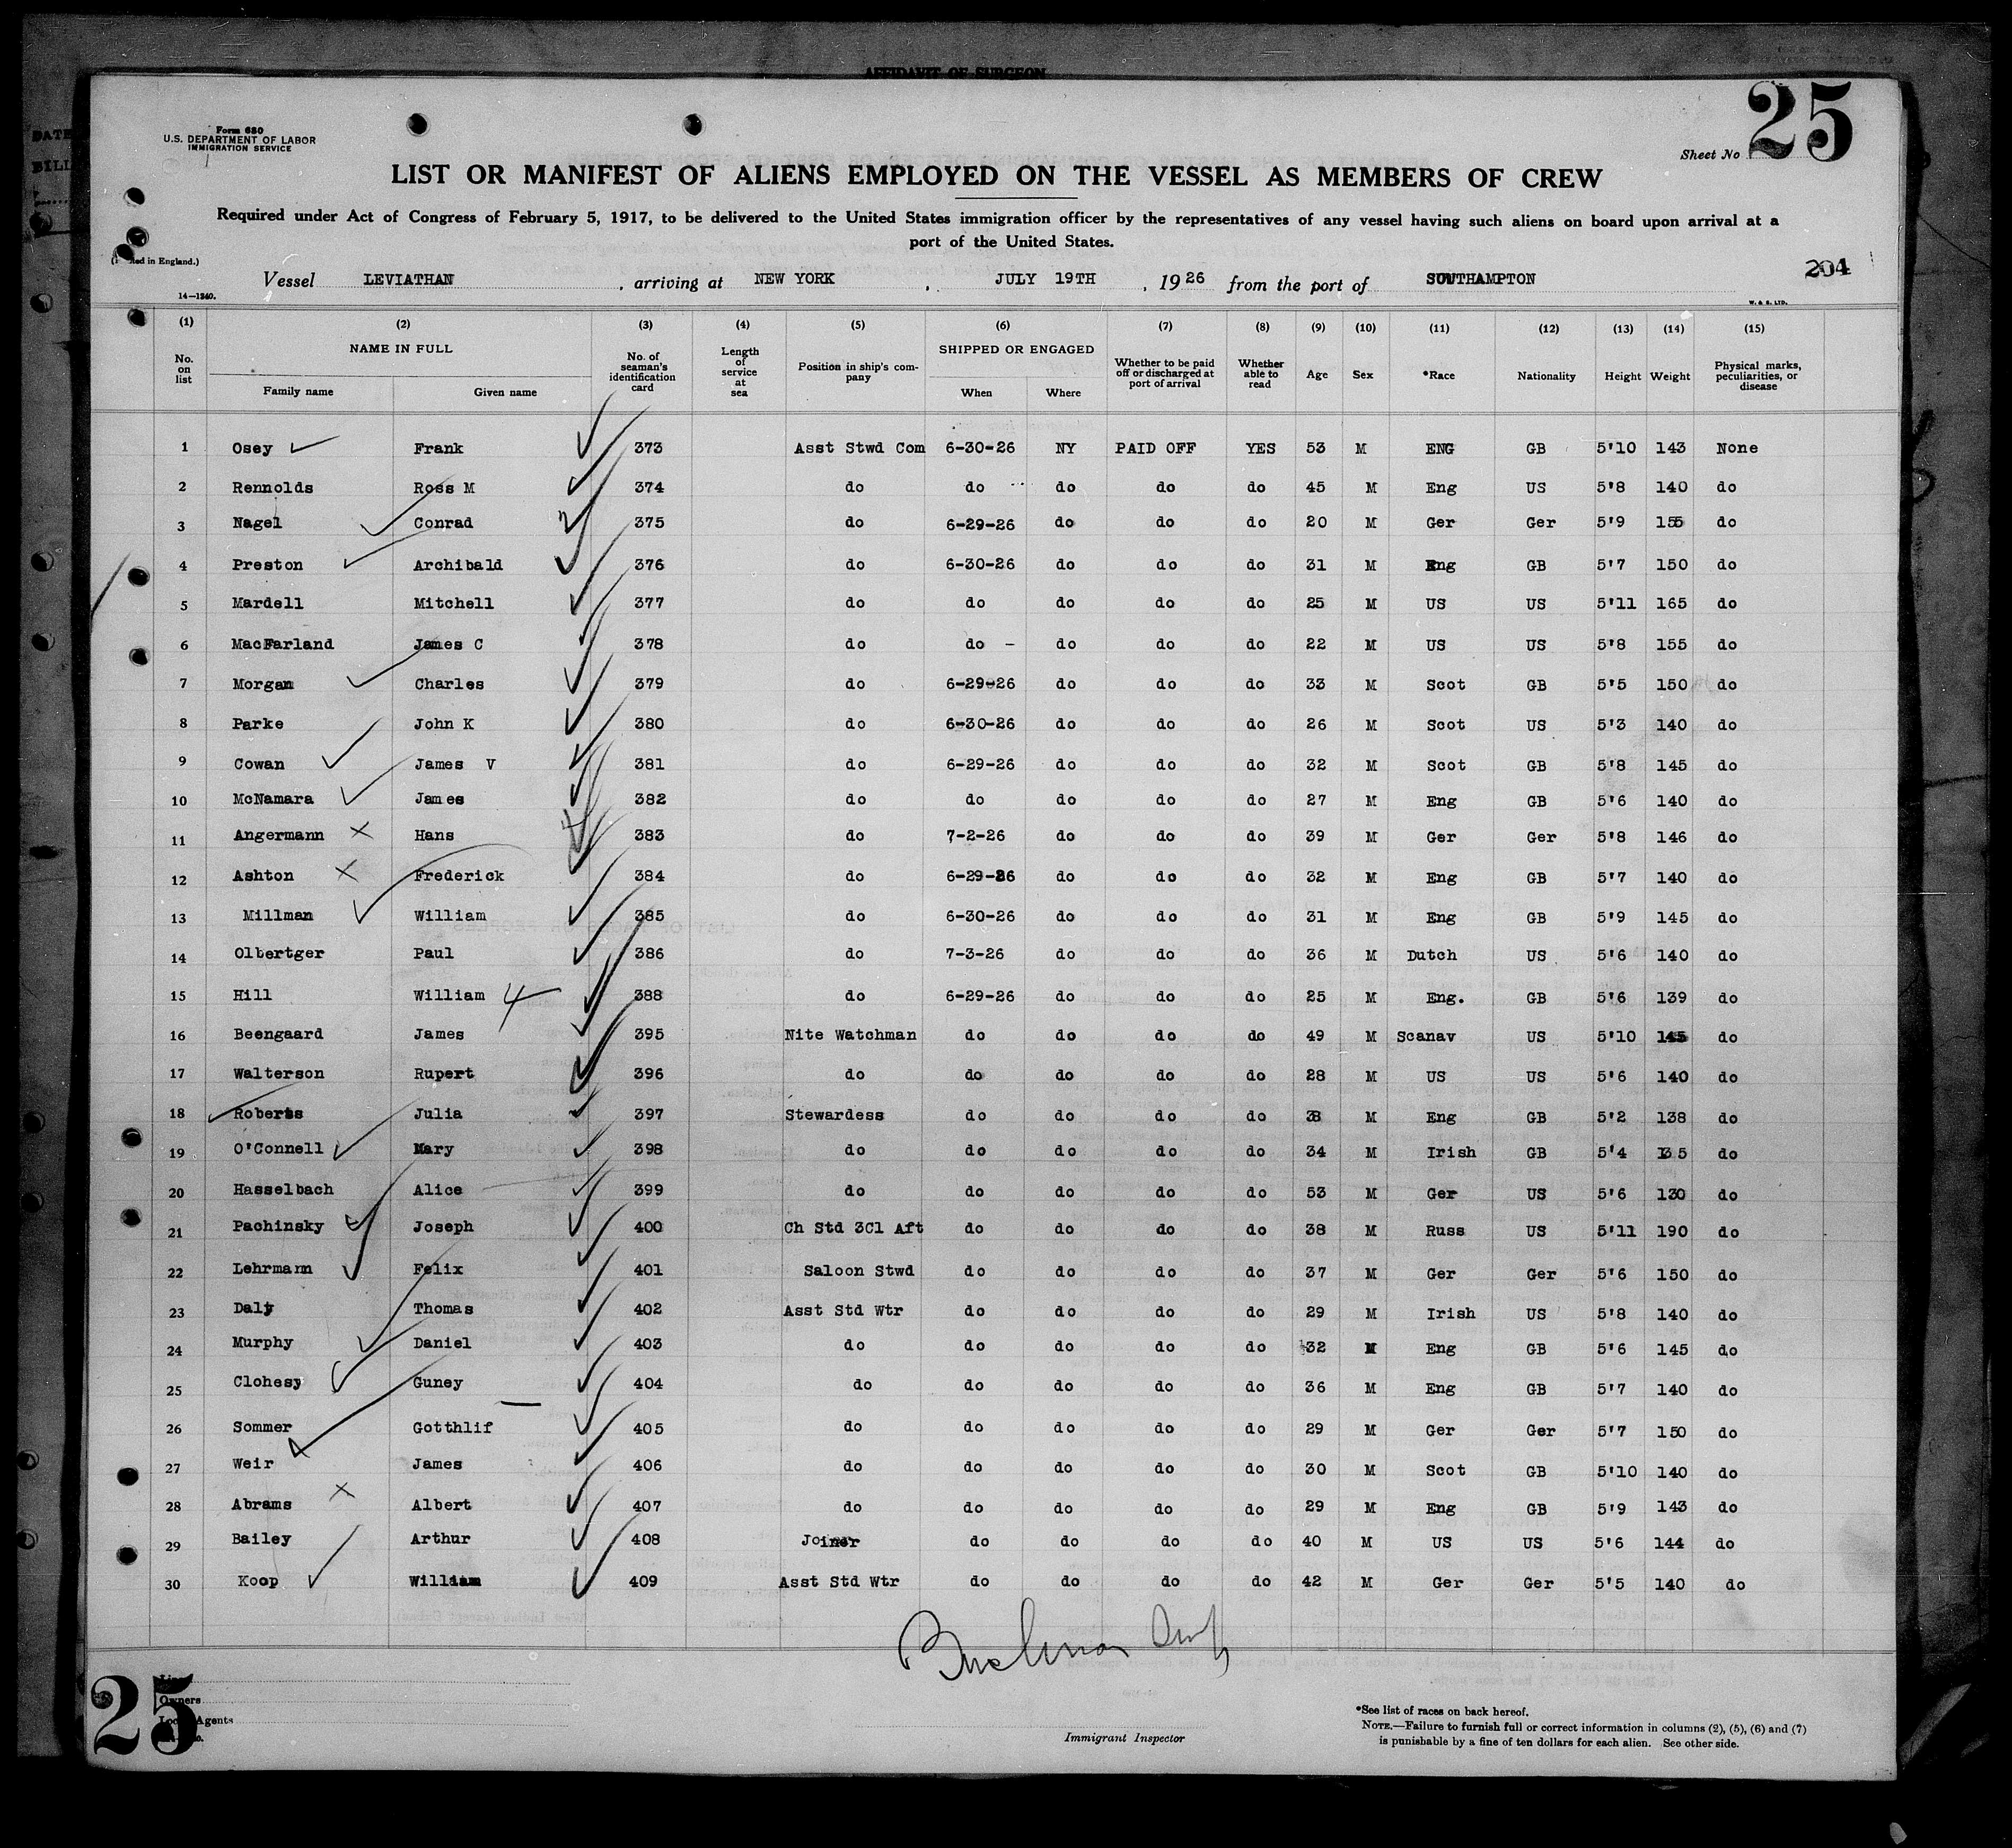 AFFIDAVIT OF SURGEON
25
Form 680
U.S. DEPARTMENT OF LABOR
IMMIGRATION SERVICE
Sheet No
LIST OR MANIFEST OF ALIENS EMPLOYED ON THE VESSEL AS MEMBERS OF CREW
Required under Act of Congress of February 5, 1917, to be delivered to the United States immigration officer by the representatives of any vessel having such aliens on board upon arrival at a
port of the United States.
in England.)
Vessel LEVIATHAN , arriving at NEW YORK , JULY 19TH , 1926 from the port of SOUTHAMPTON 204
14—1240. W. & S. LTD.
(1) (2) (3) (4) (5) (6) (7) (8) (9) (10) (11) (12) (13) (14) (15)
No. on list NAME IN FULL Family name Given name No. of seaman's identification card Length of service at sea Position in ship's company SHIPPED OR ENGAGED When Where Whether to be paid off or discharged at port of arrival Whether able to read Age Sex *Race Nationality Height Weight Physical marks, peculiarities, or disease
1 Osey Frank 373 Asst Stwd Com 6-30-26 NY PAID OFF YES 53 M ENG GB 5'10 143 None
2 Rennolds Ross M 374 do do do do do 45 M Eng US 5'8 140 do
3 Nagel Conrad 375 do 6-29-26 do do do 20 M Ger Ger 5'9 155 do
4 Preston Archibald 376 do 6-30-26 do do do 31 M Eng GB 5'7 150 do
5 Mardell Mitchell 377 do do do do do 25 M US US 5'11 165 do
6 MacFarland James C 378 do do - do do do 22 M US US 5'8 155 do
7 Morgan Charles 379 do 6-29-26 do do do 33 M Scot GB 5'5 150 do
8 Parke John K 380 do 6-30-26 do do do 26 M Scot US 5'3 140 do
9 Cowan James V 381 do 6-29-26 do do do 32 M Scot GB 5'8 145 do
10 McNamara James 382 do do do do do 27 M Eng GB 5'6 140 do
11 Angermann Hans 383 do 7-2-26 do do do 39 M Ger Ger 5'8 146 do
12 Ashton Frederick 384 do 6-29-26 do do do 32 M Eng GB 5'7 140 do
13 Millman William 385 do 6-30-26 do do do 31 M Eng GB 5'9 145 do
14 Olbertger Paul 386 do 7-3-26 do do do 36 M Dutch US 5'6 140 do
15 Hill William 388 do 6-29-26 do do do 25 M Eng. GB 5'6 139 do
16 Beengaard James 395 Nite Watchman do do do do 49 M Scanav US 5'10 145 do
17 Walterson Rupert 396 do do do do do 28 M US US 5'6 140 do
18 Roberts Julia 397 Stewardess do do do do 38 M Eng GB 5'2 138 do
19 O'Connell Mary 398 do do do do do 34 M Irish GB 5'4 135 do
20 Hasselbach Alice 399 do do do do do 53 M Ger US 5'6 130 do
21 Pachinsky Joseph 400 Ch Std 3Cl Aft do do do do 38 M Russ US 5'11 190 do
22 Lehrmann Felix 401 Saloon Stwd do do do do 37 M Ger Ger 5'6 150 do
23 Daly Thomas 402 Asst Std Wtr do do do do 29 M Irish US 5'8 140 do
24 Murphy Daniel 403 do do do do do 32 M Eng GB 5'6 145 do
25 Clohesy Guney 404 do do do do do 36 M Eng GB 5'7 140 do
26 Sommer Gotthlif 405 do do do do do 29 M Ger Ger 5'7 150 do
27 Weir James 406 do do do do do 30 M Scot GB 5'10 140 do
28 Abrams Albert 407 do do do do do 29 M Eng GB 5'9 143 do
29 Bailey Arthur 408 Joiner do do do do 40 M US US 5'6 144 do
30 Koop William 409 Asst Std Wtr do do do do 42 M Ger Ger 5'5 140 do
25
Owners
Agents
Immigrant Inspector
*See list of races on back hereof.
NOTE.—Failure to furnish full or correct information in columns (2), (5), (6) and (7)
is punishable by a fine of ten dollars for each alien. See other side.